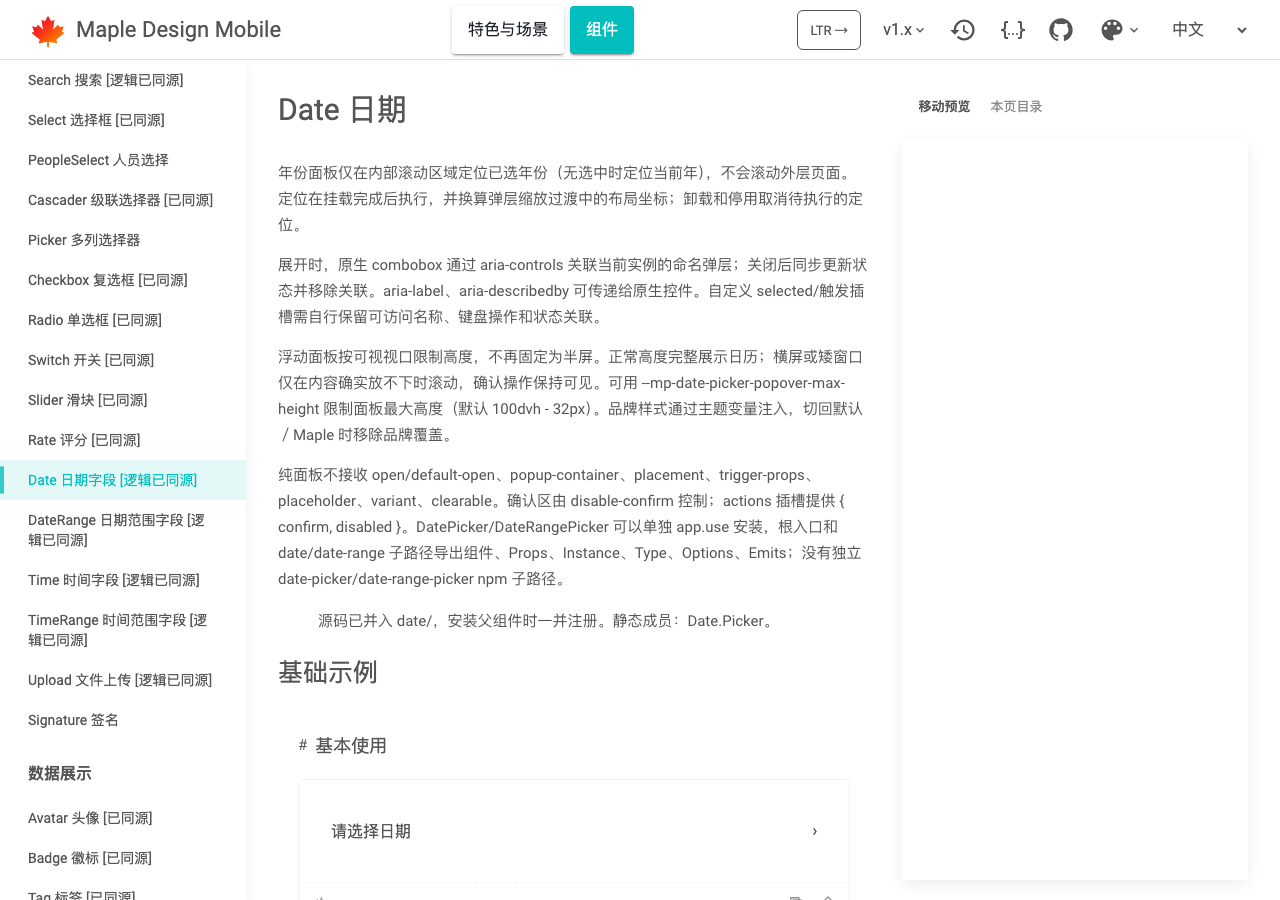 Maple Design Mobile
特色与场景
组件
LTR
v1.x
中文
Search 搜索 [逻辑已同源]
Select 选择框 [已同源]
PeopleSelect 人员选择
Cascader 级联选择器 [已同源]
Picker 多列选择器
Checkbox 复选框 [已同源]
Radio 单选框 [已同源]
Switch 开关 [已同源]
Slider 滑块 [已同源]
Rate 评分 [已同源]
Date 日期字段 [逻辑已同源]
DateRange 日期范围字段 [逻
辑已同源]
Time 时间字段 [逻辑已同源]
TimeRange 时间范围字段 [逻
辑已同源]
Upload 文件上传 [逻辑已同源]
Signature 签名
数据展示
Avatar 头像 [已同源]
Badge 徽标 [已同源]
Tag 标签 [已同源]
Date 日期
年份面板仅在内部滚动区域定位已选年份（无选中时定位当前年），不会滚动外层页面。
定位在挂载完成后执行，并换算弹层缩放过渡中的布局坐标；卸载和停用取消待执行的定
位。
展开时，原生 combobox 通过 aria-controls 关联当前实例的命名弹层；关闭后同步更新状
态并移除关联。aria-label、aria-describedby 可传递给原生控件。自定义 selected/触发插
槽需自行保留可访问名称、键盘操作和状态关联。
浮动面板按可视视口限制高度，不再固定为半屏。正常高度完整展示日历；横屏或矮窗口
仅在内容确实放不下时滚动，确认操作保持可见。可用 --mp-date-picker-popover-max-
height 限制面板最大高度（默认 100dvh - 32px）。品牌样式通过主题变量注入，切回默认
／Maple 时移除品牌覆盖。
纯面板不接收 open/default-open、popup-container、placement、trigger-props、
placeholder、variant、clearable。确认区由 disable-confirm 控制；actions 插槽提供 {
confirm, disabled }。DatePicker/DateRangePicker 可以单独 app.use 安装，根入口和
date/date-range 子路径导出组件、Props、Instance、Type、Options、Emits；没有独立
date-picker/date-range-picker npm 子路径。
源码已并入 date/，安装父组件时一并注册。静态成员：Date.Picker。
基础示例
# 基本使用
请选择日期
移动预览
本页目录